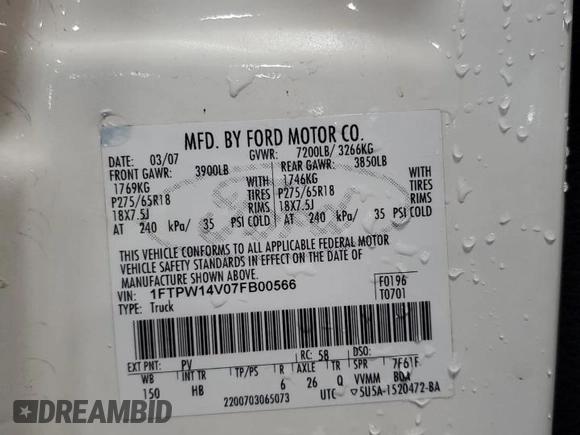 MFD. BY FORD MOTOR CO.
DATE: 03/07 GVWR: 7200LB/ 3266KG
FRONT GAWR: 3900LB REAR GAWR: 3850LB
1769KG WITH 1746KG WITH
P275/65R18 TIRES P275/65R18 TIRES
18X7.5J RIMS 18X7.5J RIMS
AT 240 kPa/ 35 PSI COLD AT 240 kPa/ 35 PSI COLD
THIS VEHICLE CONFORMS TO ALL APPLICABLE FEDERAL MOTOR
VEHICLE SAFETY STANDARDS IN EFFECT ON THE DATE OF
MANUFACTURE SHOWN ABOVE.
VIN: 1FTPW14V07FB00566 F0196
TYPE: Truck T0701
EXT PNT: PV RC: 58 DSO:
WB INT TR TP/PS R AXLE TR SPR 7F61F
150 HB 6 26 Q VVMM BDA
2200703065073 UTC 5U5A-1520472-BA
DREAMBID